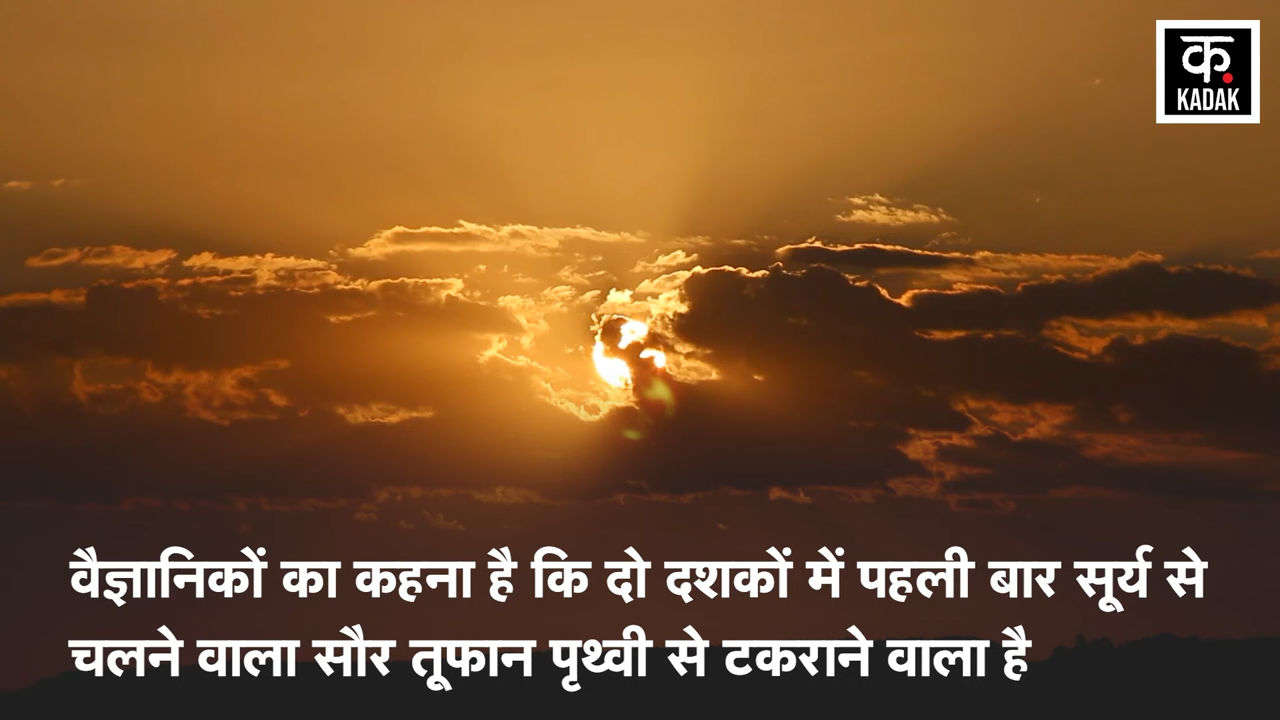 क.
KADAK
वैज्ञानिकों का कहना है कि दो दशकों में पहली बार सूर्य से
चलने वाला सौर तूफान पृथ्वी से टकराने वाला है